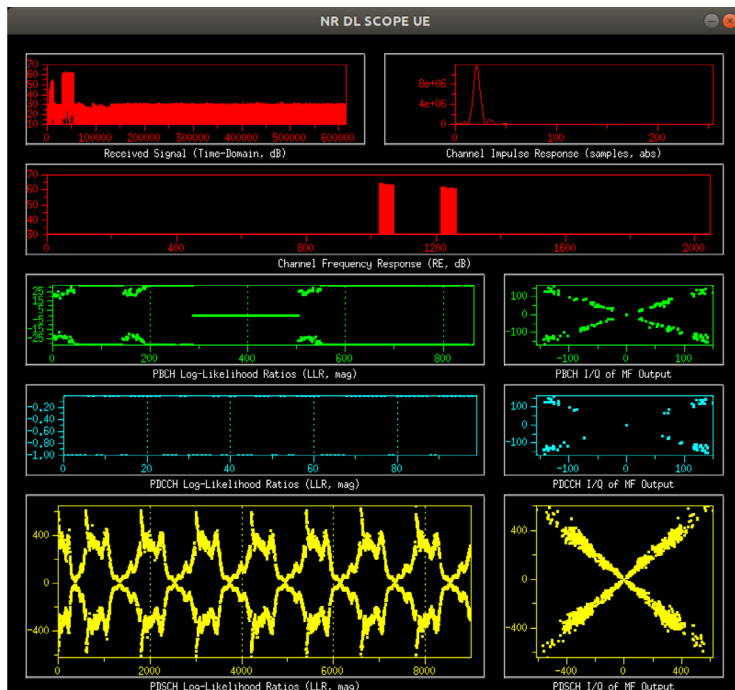 NR DL SCOPE UE
70
60
50
40
30
20
10
0 100000 200000 300000 400000 500000 600000
Received Signal (Time-Domain, dB)
8e+06
4e+06
0
0 200
Channel Impulse Response (samples, abs)
70
60
50
40
30
0 400 800 1200 1600 2000
Channel Frequency Response (RE, dB)
25
15
5
-5
-15
-25
0 200 400 600 800
PBCH Log-Likelihood Ratios (LLR, mag)
100
0
-100
-100 0 100
PBCH I/Q of MF Output
-0.20
-0.40
-0.60
-0.80
-1.00
0 20 40 60 80
PDCCH Log-Likelihood Ratios (LLR, mag)
100
0
-100
-100 0 100
PDCCH I/Q of MF Output
400
0
-400
0 2000 4000 6000 8000
PDSCH Log-Likelihood Ratios (LLR, mag)
400
0
-400
-400 0 400
PDSCH I/Q of MF Output